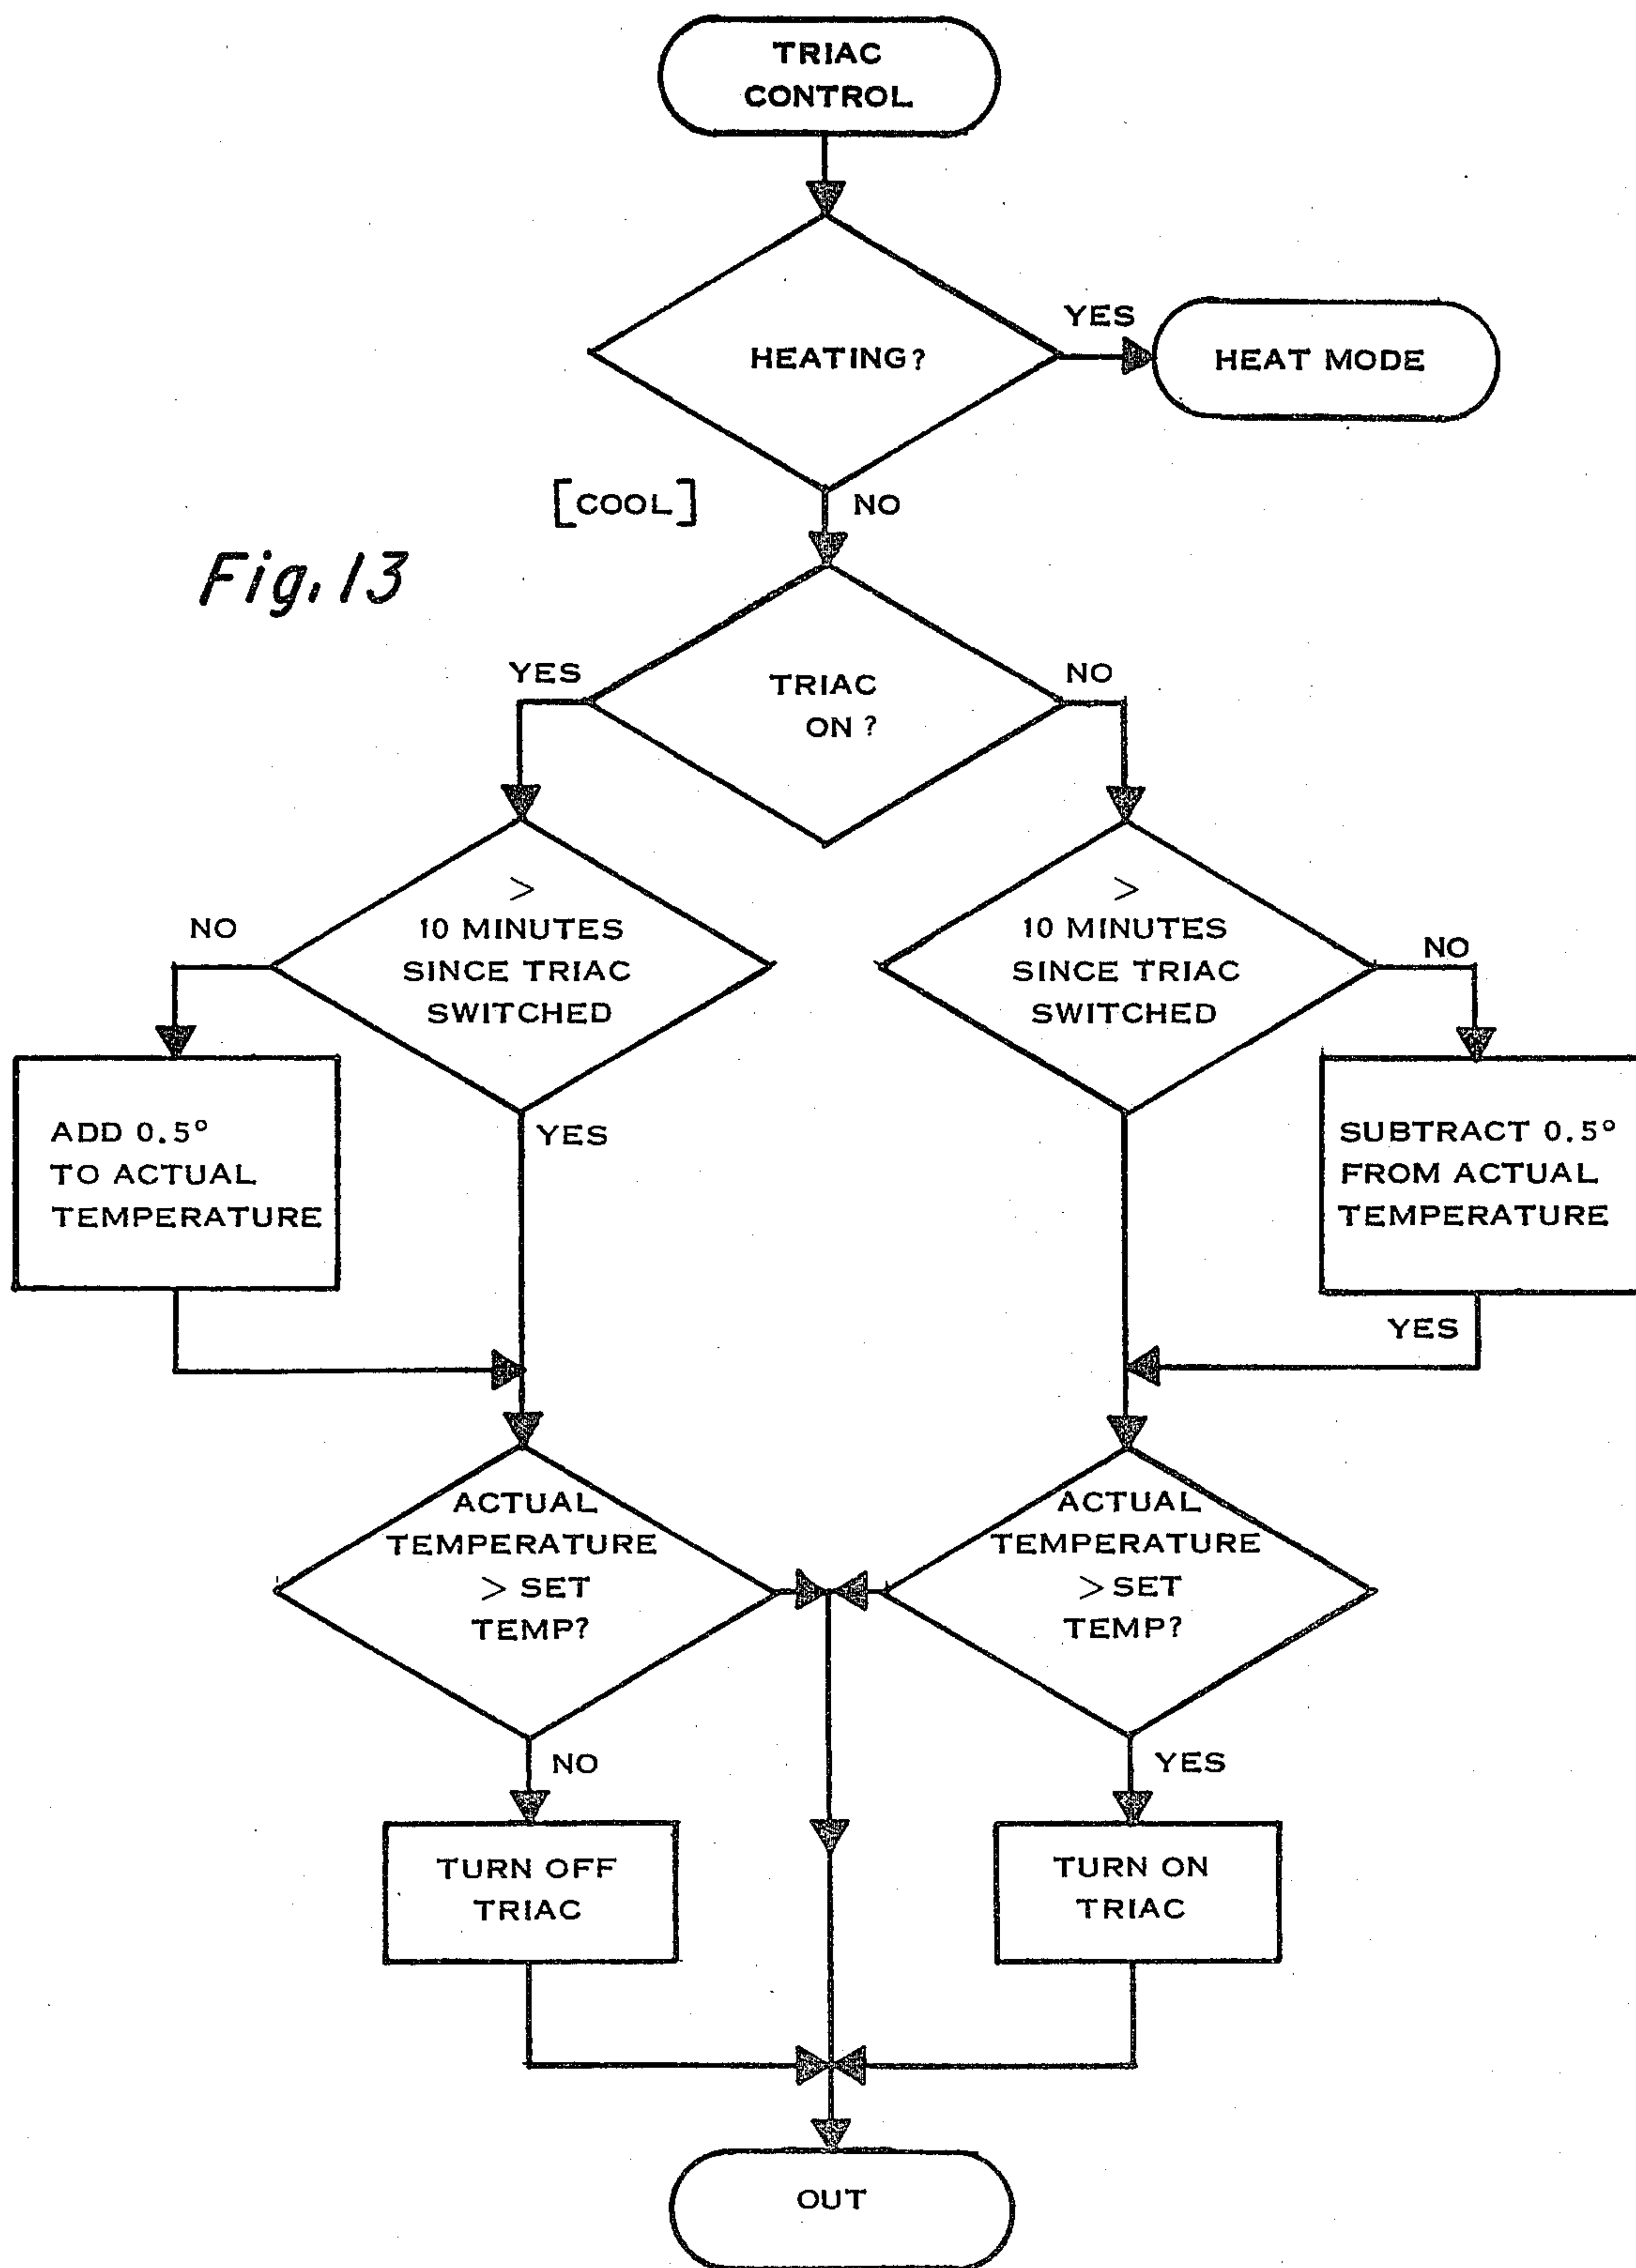 TRIAC
CONTROL
HEATING?
YES
HEAT MODE
[COOL]
NO
Fig. 13
TRIAC
ON ?
YES
NO
>
10 MINUTES
SINCE TRIAC
SWITCHED
NO
YES
>
10 MINUTES
SINCE TRIAC
SWITCHED
NO
ADD 0.5°
TO ACTUAL
TEMPERATURE
SUBTRACT 0.5°
FROM ACTUAL
TEMPERATURE
YES
ACTUAL
TEMPERATURE
> SET
TEMP?
NO
ACTUAL
TEMPERATURE
> SET
TEMP?
YES
TURN OFF
TRIAC
TURN ON
TRIAC
OUT